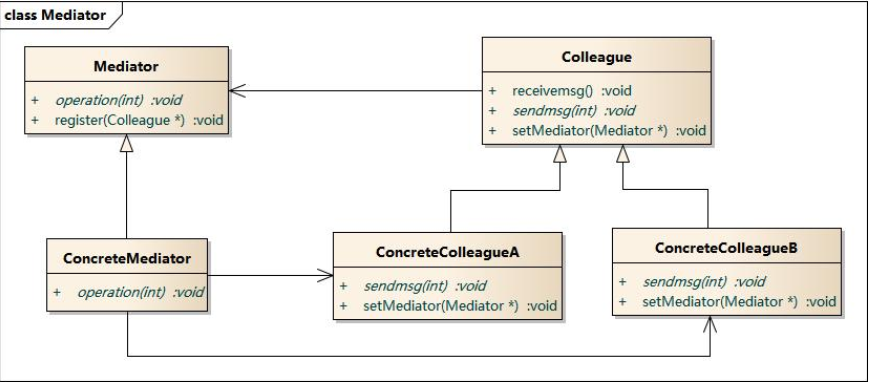 class Mediator
Mediator
+ operation(int) :void
+ register(Colleague *) :void
Colleague
+ receivemsg() :void
+ sendmsg(int) :void
+ setMediator(Mediator *) :void
ConcreteMediator
+ operation(int) :void
ConcreteColleagueA
+ sendmsg(int) :void
+ setMediator(Mediator *) :void
ConcreteColleagueB
+ sendmsg(int) :void
+ setMediator(Mediator *) :void